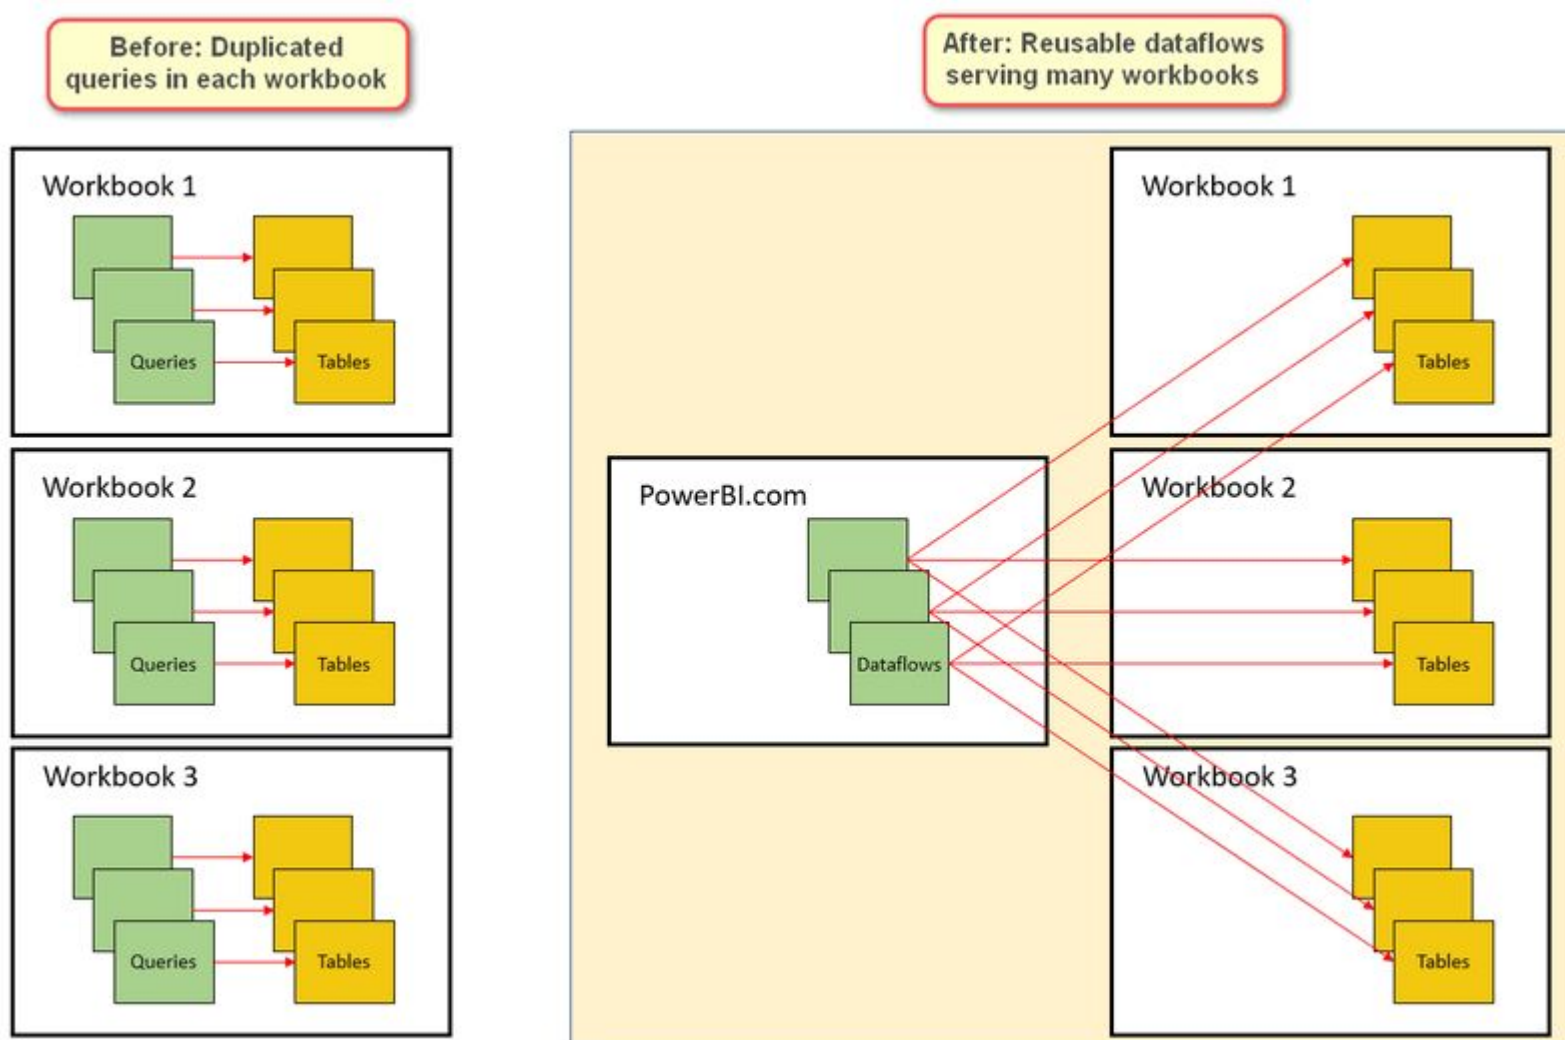 Before: Duplicated
queries in each workbook
Workbook 1
Queries
Tables
Workbook 2
Queries
Tables
Workbook 3
Queries
Tables
After: Reusable dataflows
serving many workbooks
PowerBI.com
Dataflows
Workbook 1
Tables
Workbook 2
Tables
Workbook 3
Tables